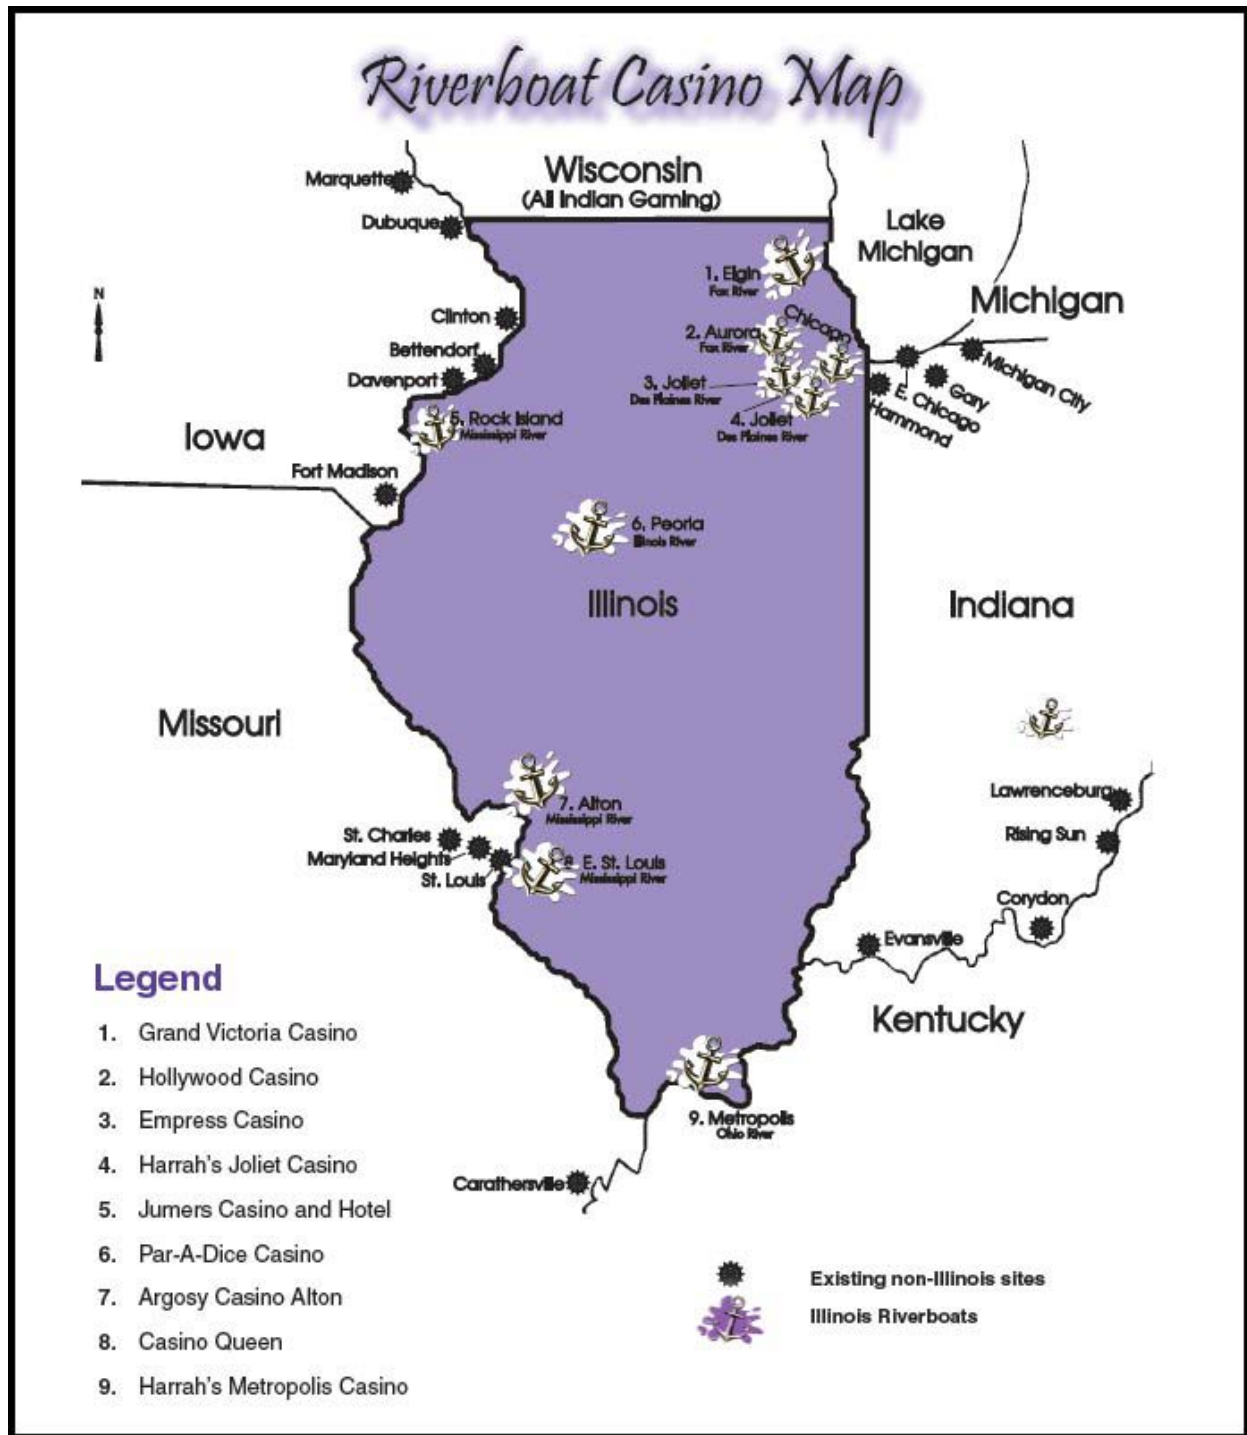 Riverboat Casino Map
Wisconsin
(All Indian Gaming)
Marquette
Dubuque
Lake
Michigan
Michigan
N
1. Elgin
Fox River
Clinton
Chicago
2. Aurora
Fox River
Bettendorf
Davenport
3. Joliet
Des Plaines River
4. Joliet
Des Plaines River
Michigan City
Gary
E. Chicago
Hammond
5. Rock Island
Mississippi River
Iowa
Fort Madison
6. Peoria
Illinois River
Illinois
Indiana
Missouri
Lawrenceburg
7. Alton
Mississippi River
St. Charles
Maryland Heights
St. Louis
8. E. St. Louis
Mississippi River
Rising Sun
Corydon
Evansville
Kentucky
9. Metropolis
Ohio River
Carathersville
Legend
1. Grand Victoria Casino
2. Hollywood Casino
3. Empress Casino
4. Harrah's Joliet Casino
5. Jumers Casino and Hotel
6. Par-A-Dice Casino
7. Argosy Casino Alton
8. Casino Queen
9. Harrah's Metropolis Casino
Existing non-Illinois sites
Illinois Riverboats